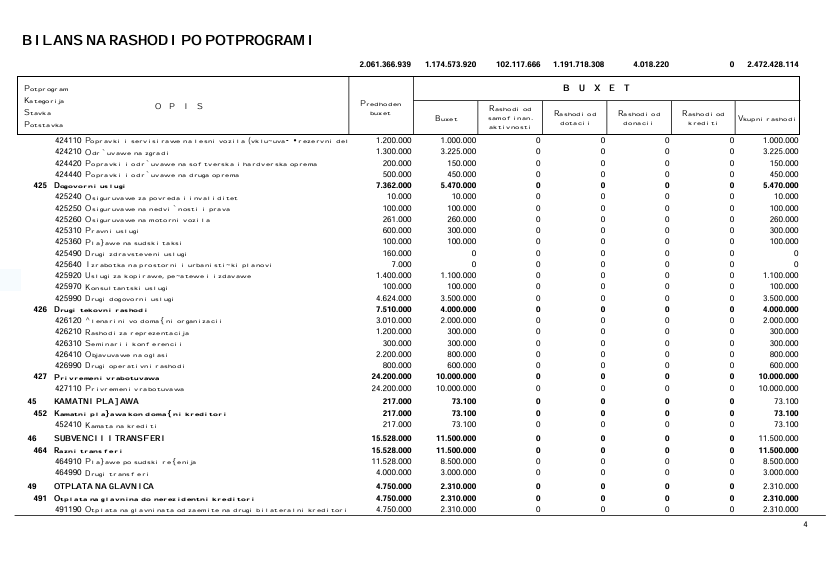 BILANS NA RASHODI PO POTPROGRAMI
2.061.366.939 1.174.573.920 102.117.666 1.191.718.308 4.018.220 0 2.472.428.114
Potprogram
Kategorija
Stavka
Potstavka
O P I S
Predhoden buxet
B U X E T
Buxet
Rashodi od samofinan. aktivnosti
Rashodi od dotacii
Rashodi od donacii
Rashodi od krediti
Vkupni rashodi
424110 Popravki i servisirawe na lesni vozila (vklu~uva~ •rezervni del 1.200.000 1.000.000 0 0 0 0 1.000.000
424210 Odr`uvawe na zgradi 1.300.000 3.225.000 0 0 0 0 3.225.000
424420 Popravki i odr`uvawe na softverska i hardverska oprema 200.000 150.000 0 0 0 0 150.000
424440 Popravki i odr`uvawe na druga oprema 500.000 450.000 0 0 0 0 450.000
425 Dogovorni uslugi 7.362.000 5.470.000 0 0 0 0 5.470.000
425240 Osiguruvawe za povreda i invaliditet 10.000 10.000 0 0 0 0 10.000
425250 Osiguruvawe na nedvi`nosti i prava 100.000 100.000 0 0 0 0 100.000
425260 Osiguruvawe na motorni vozila 261.000 260.000 0 0 0 0 260.000
425310 Pravni uslugi 600.000 300.000 0 0 0 0 300.000
425360 Pla}awe na sudski taksi 100.000 100.000 0 0 0 0 100.000
425490 Drugi zdravstveni uslugi 160.000 0 0 0 0 0 0
425640 Izrabotka na prostorni i urbanisti~ki planovi 7.000 0 0 0 0 0 0
425920 Uslugi za kopirawe, pe~atewe i izdavawe 1.400.000 1.100.000 0 0 0 0 1.100.000
425970 Konsultantski uslugi 100.000 100.000 0 0 0 0 100.000
425990 Drugi dogovorni uslugi 4.624.000 3.500.000 0 0 0 0 3.500.000
426 Drugi tekovni rashodi 7.510.000 4.000.000 0 0 0 0 4.000.000
426120 ^lenarini vo doma{ni organizacii 3.010.000 2.000.000 0 0 0 0 2.000.000
426210 Rashodi za reprezentacija 1.200.000 300.000 0 0 0 0 300.000
426310 Seminari i konferencii 300.000 300.000 0 0 0 0 300.000
426410 Objavuvawe na oglasi 2.200.000 800.000 0 0 0 0 800.000
426990 Drugi operativni rashodi 800.000 600.000 0 0 0 0 600.000
427 Privremeni vrabotuvawa 24.200.000 10.000.000 0 0 0 0 10.000.000
427110 Privremeni vrabotuvawa 24.200.000 10.000.000 0 0 0 0 10.000.000
45 KAMATNI PLA]AWA 217.000 73.100 0 0 0 0 73.100
452 Kamatni pla}awa kon doma{ni kreditori 217.000 73.100 0 0 0 0 73.100
452410 Kamata na krediti 217.000 73.100 0 0 0 0 73.100
46 SUBVENCII I TRANSFERI 15.528.000 11.500.000 0 0 0 0 11.500.000
464 Razni transferi 15.528.000 11.500.000 0 0 0 0 11.500.000
464910 Pla}awe po sudski re{enija 11.528.000 8.500.000 0 0 0 0 8.500.000
464990 Drugi transferi 4.000.000 3.000.000 0 0 0 0 3.000.000
49 OTPLATA NA GLAVNICA 4.750.000 2.310.000 0 0 0 0 2.310.000
491 Otplata na glavnina do nerezidentni kreditori 4.750.000 2.310.000 0 0 0 0 2.310.000
491190 Otplata na glavninata od zaemite na drugi bilateralni kreditori 4.750.000 2.310.000 0 0 0 0 2.310.000
4